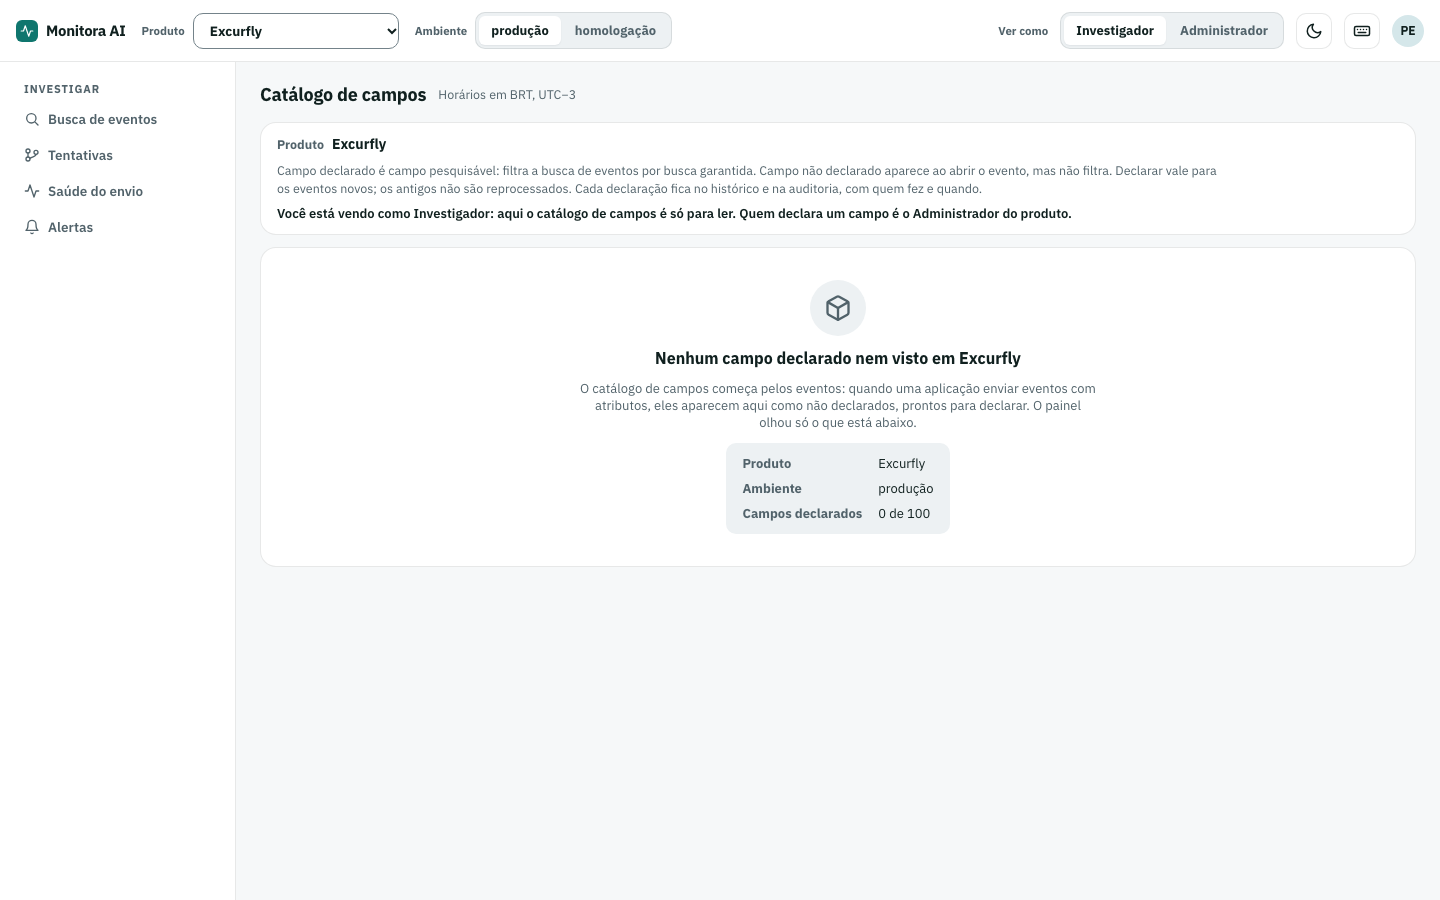 Monitora AI
Produto
Excurfly
Ambiente
produção
homologação
Ver como
Investigador
Administrador
PE
INVESTIGAR
Busca de eventos
Tentativas
Saúde do envio
Alertas
Catálogo de campos
Horários em BRT, UTC−3
Produto Excurfly
Campo declarado é campo pesquisável: filtra a busca de eventos por busca garantida. Campo não declarado aparece ao abrir o evento, mas não filtra. Declarar vale para
os eventos novos; os antigos não são reprocessados. Cada declaração fica no histórico e na auditoria, com quem fez e quando.
Você está vendo como Investigador: aqui o catálogo de campos é só para ler. Quem declara um campo é o Administrador do produto.
Nenhum campo declarado nem visto em Excurfly
O catálogo de campos começa pelos eventos: quando uma aplicação enviar eventos com
atributos, eles aparecem aqui como não declarados, prontos para declarar. O painel
olhou só o que está abaixo.
Produto Excurfly
Ambiente produção
Campos declarados 0 de 100